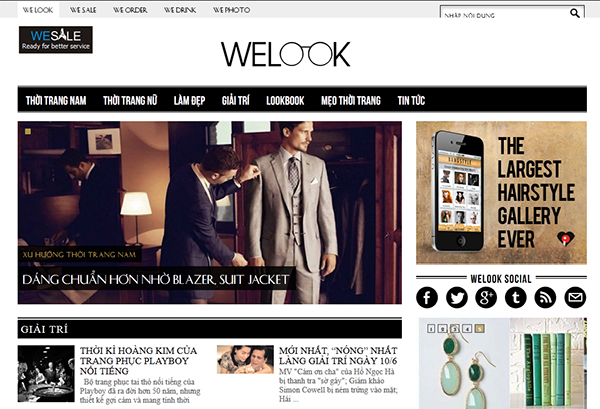 WE LOOK WE SALE WE ORDER WE DRINK WE PHOTO
NHẬP NỘI DUNG
WESALE
Ready for better service
WELOOK
THỜI TRANG NAM THỜI TRANG NỮ LÀM ĐẸP GIẢI TRÍ LOOKBOOK MẸO THỜI TRANG TIN TỨC
XU HƯỚNG THỜI TRANG NAM
DÁNG CHUẨN HƠN NHỜ BLAZER, SUIT JACKET
THE
LARGEST
HAIRSTYLE
GALLERY
EVER
WELOOK SOCIAL
GIẢI TRÍ
THỜI KÌ HOÀNG KIM CỦA
TRANG PHỤC PLAYBOY
NỔI TIẾNG
Bộ trang phục tai thỏ nổi tiếng của
Playboy đã ra đời hơn 50 năm, nhưng
thiết kế gợi cảm và mang tính thời
MỚI NHẤT, “NÓNG” NHẤT
LÀNG GIẢI TRÍ NGÀY 10/6
MV "Cám ơn cha" của Hồ Ngọc Hà
bị thanh tra "sờ gáy"; Giám khảo
Simon Cowell bị ném trứng vào mặt;
Hải ...
1 2 3 4 5